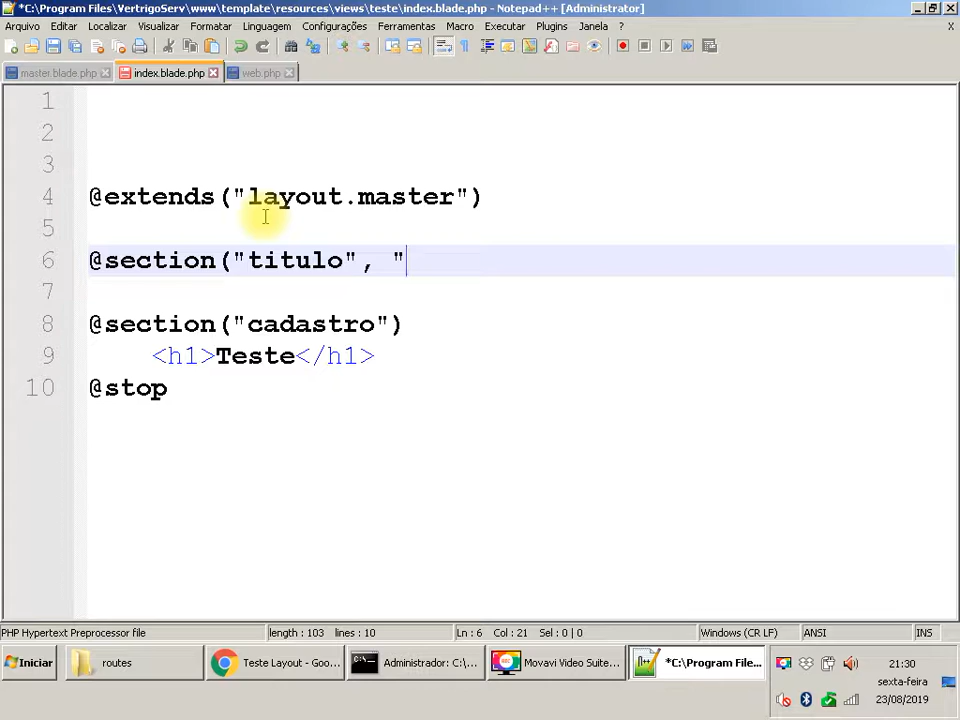 *C:\Program Files\VertrigoServ\www\template\resources\views\teste\index.blade.php - Notepad++ [Administrator]
Arquivo Editar Localizar Visualizar Formatar Linguagem Configurações Ferramentas Macro Executar Plugins Janela ? X
master.blade.php index.blade.php web.php
1
2
3
4 @extends("layout.master")
5
6 @section("titulo", "
7
8 @section("cadastro")
9 <h1>Teste</h1>
10 @stop
PHP Hypertext Preprocessor file length : 103 lines : 10 Ln : 6 Col : 21 Sel : 0 | 0 Windows (CR LF) ANSI INS
Iniciar routes Teste Layout - Goo... Administrador: C:\... Movavi Video Suite... *C:\Program File... 21:30
sexta-feira
23/08/2019